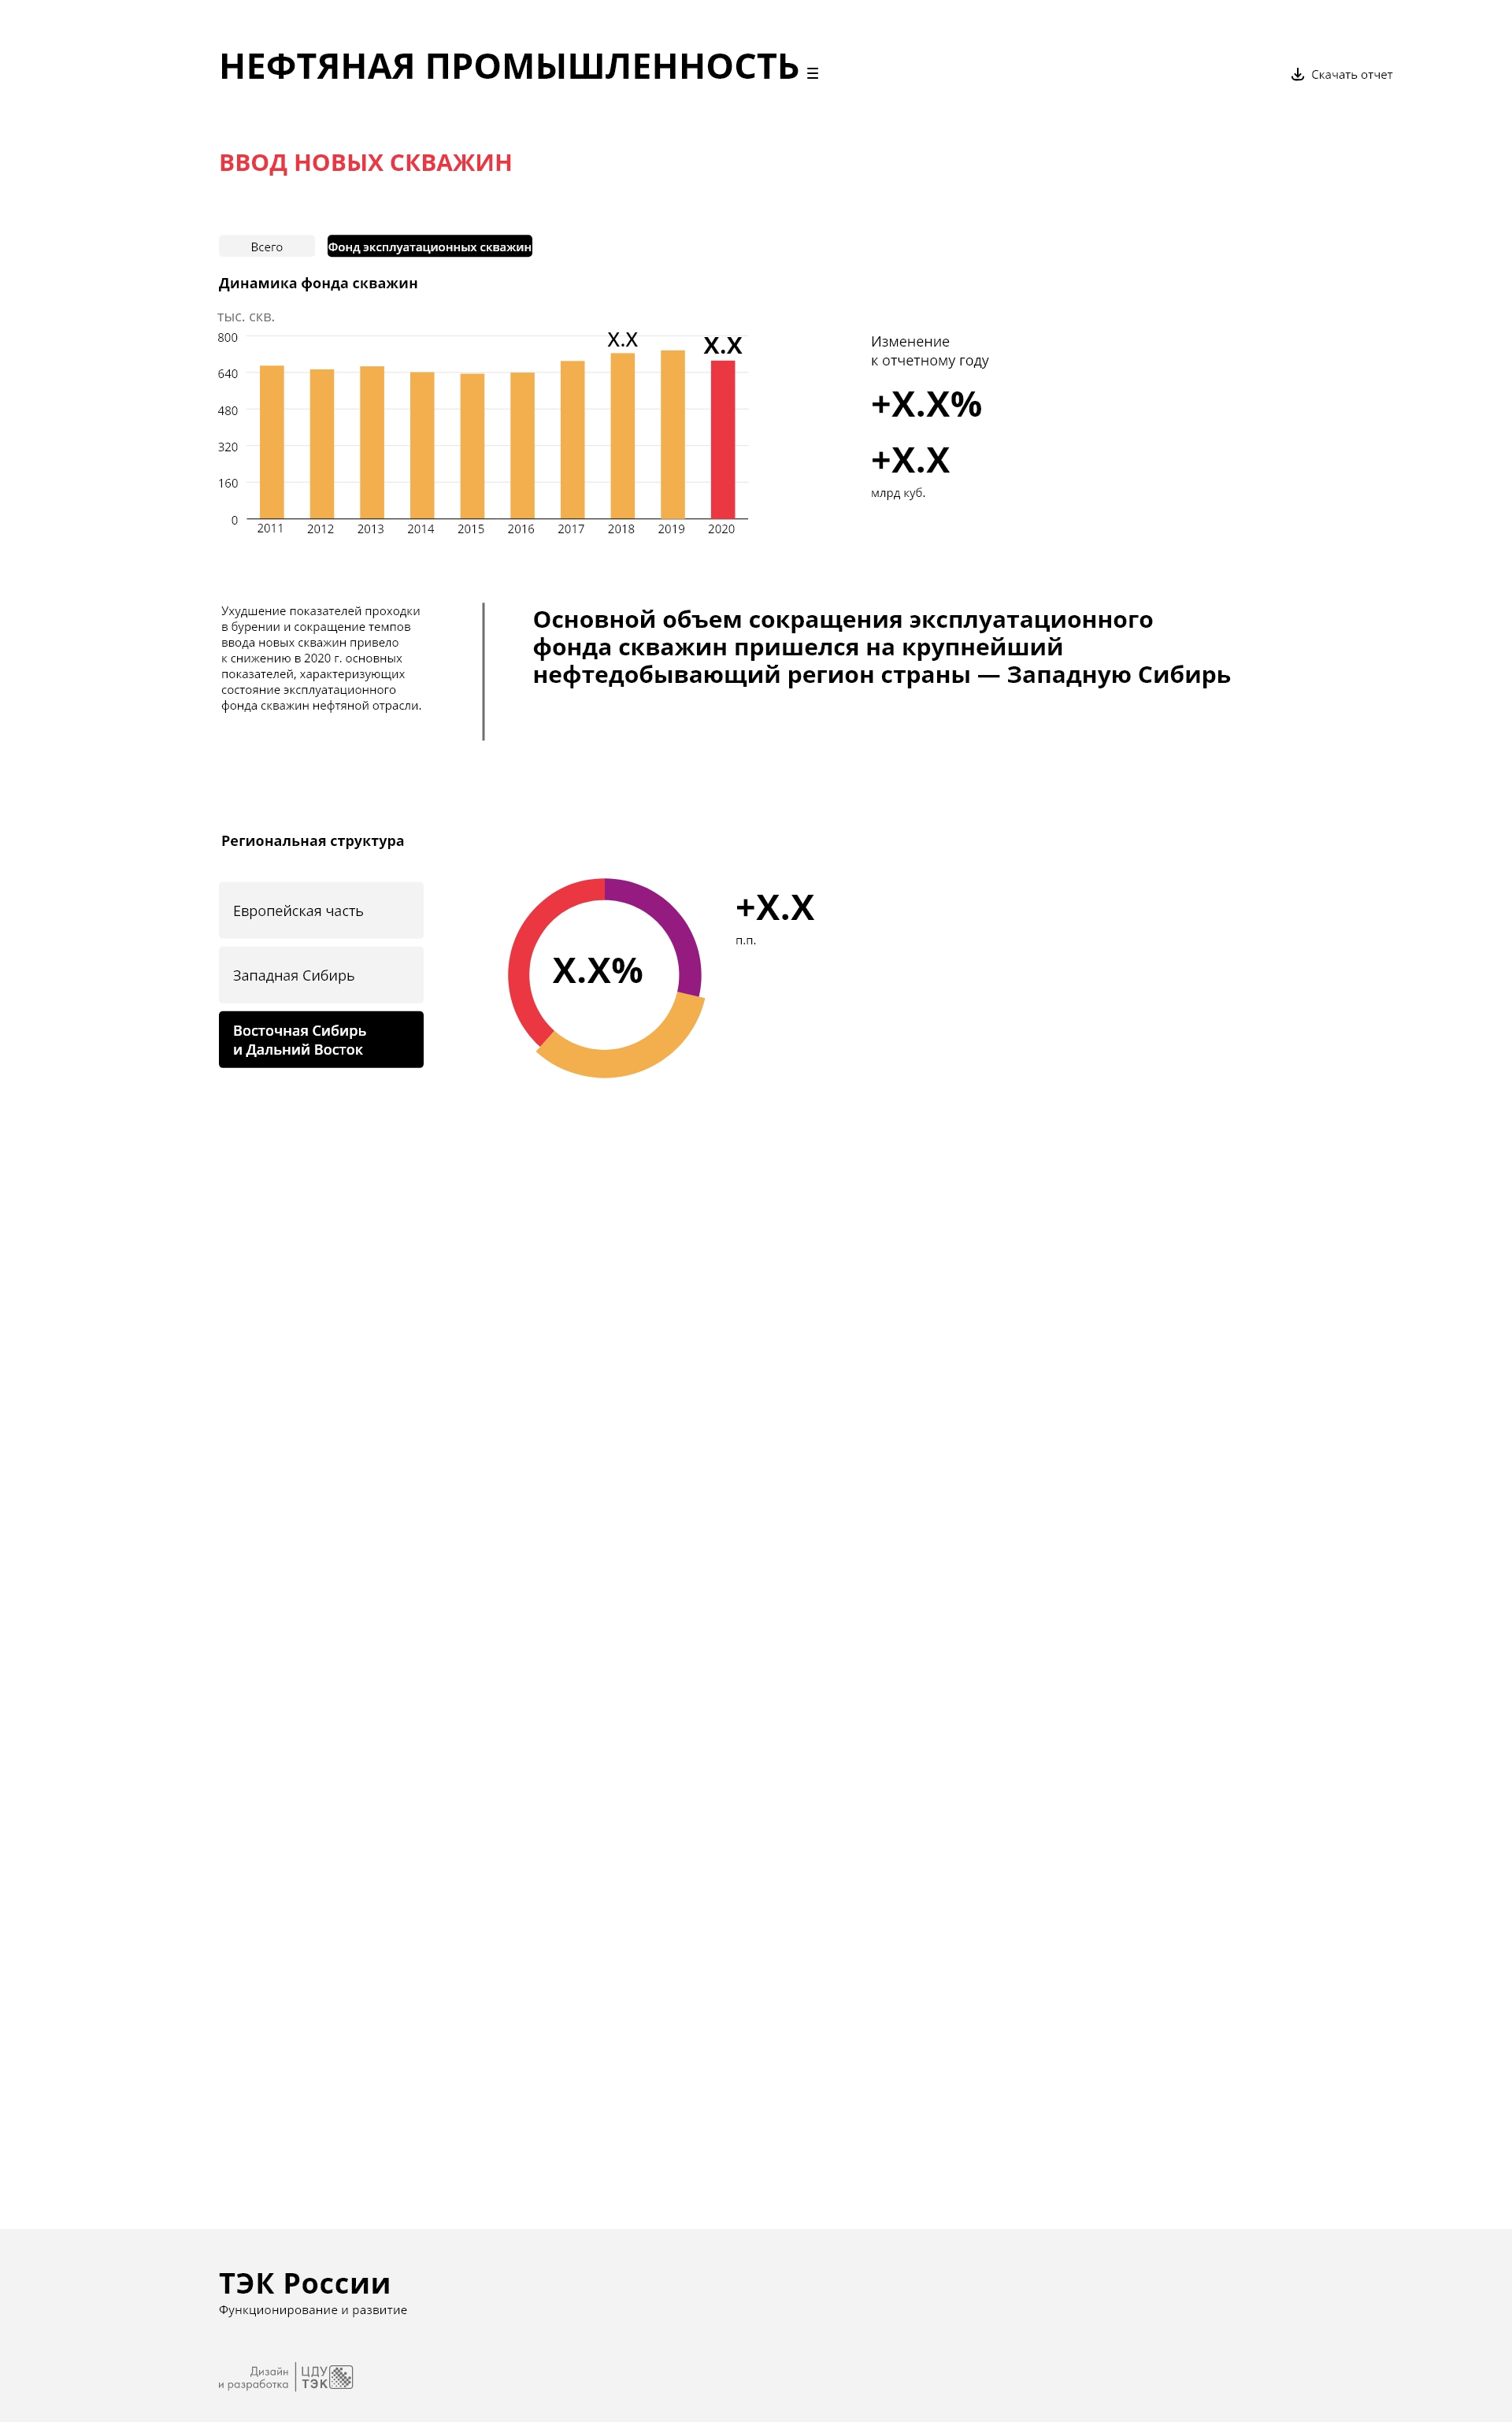 НЕФТЯНАЯ ПРОМЫШЛЕННОСТЬ
Скачать отчет
ВВОД НОВЫХ СКВАЖИН
Всего
Фонд эксплуатационных скважин
Динамика фонда скважин
тыс. скв.
800
640
480
320
160
0
X.X
X.X
2011 2012 2013 2014 2015 2016 2017 2018 2019 2020
Изменение
к отчетному году
+X.X%
+X.X
млрд куб.
Ухудшение показателей проходки
в бурении и сокращение темпов
ввода новых скважин привело
к снижению в 2020 г. основных
показателей, характеризующих
состояние эксплуатационного
фонда скважин нефтяной отрасли.
Основной объем сокращения эксплуатационного
фонда скважин пришелся на крупнейший
нефтедобывающий регион страны — Западную Сибирь
Региональная структура
Европейская часть
Западная Сибирь
Восточная Сибирь
и Дальний Восток
X.X%
+X.X
п.п.
ТЭК России
Функционирование и развитие
Дизайн
и разработка
ЦДУ
ТЭК